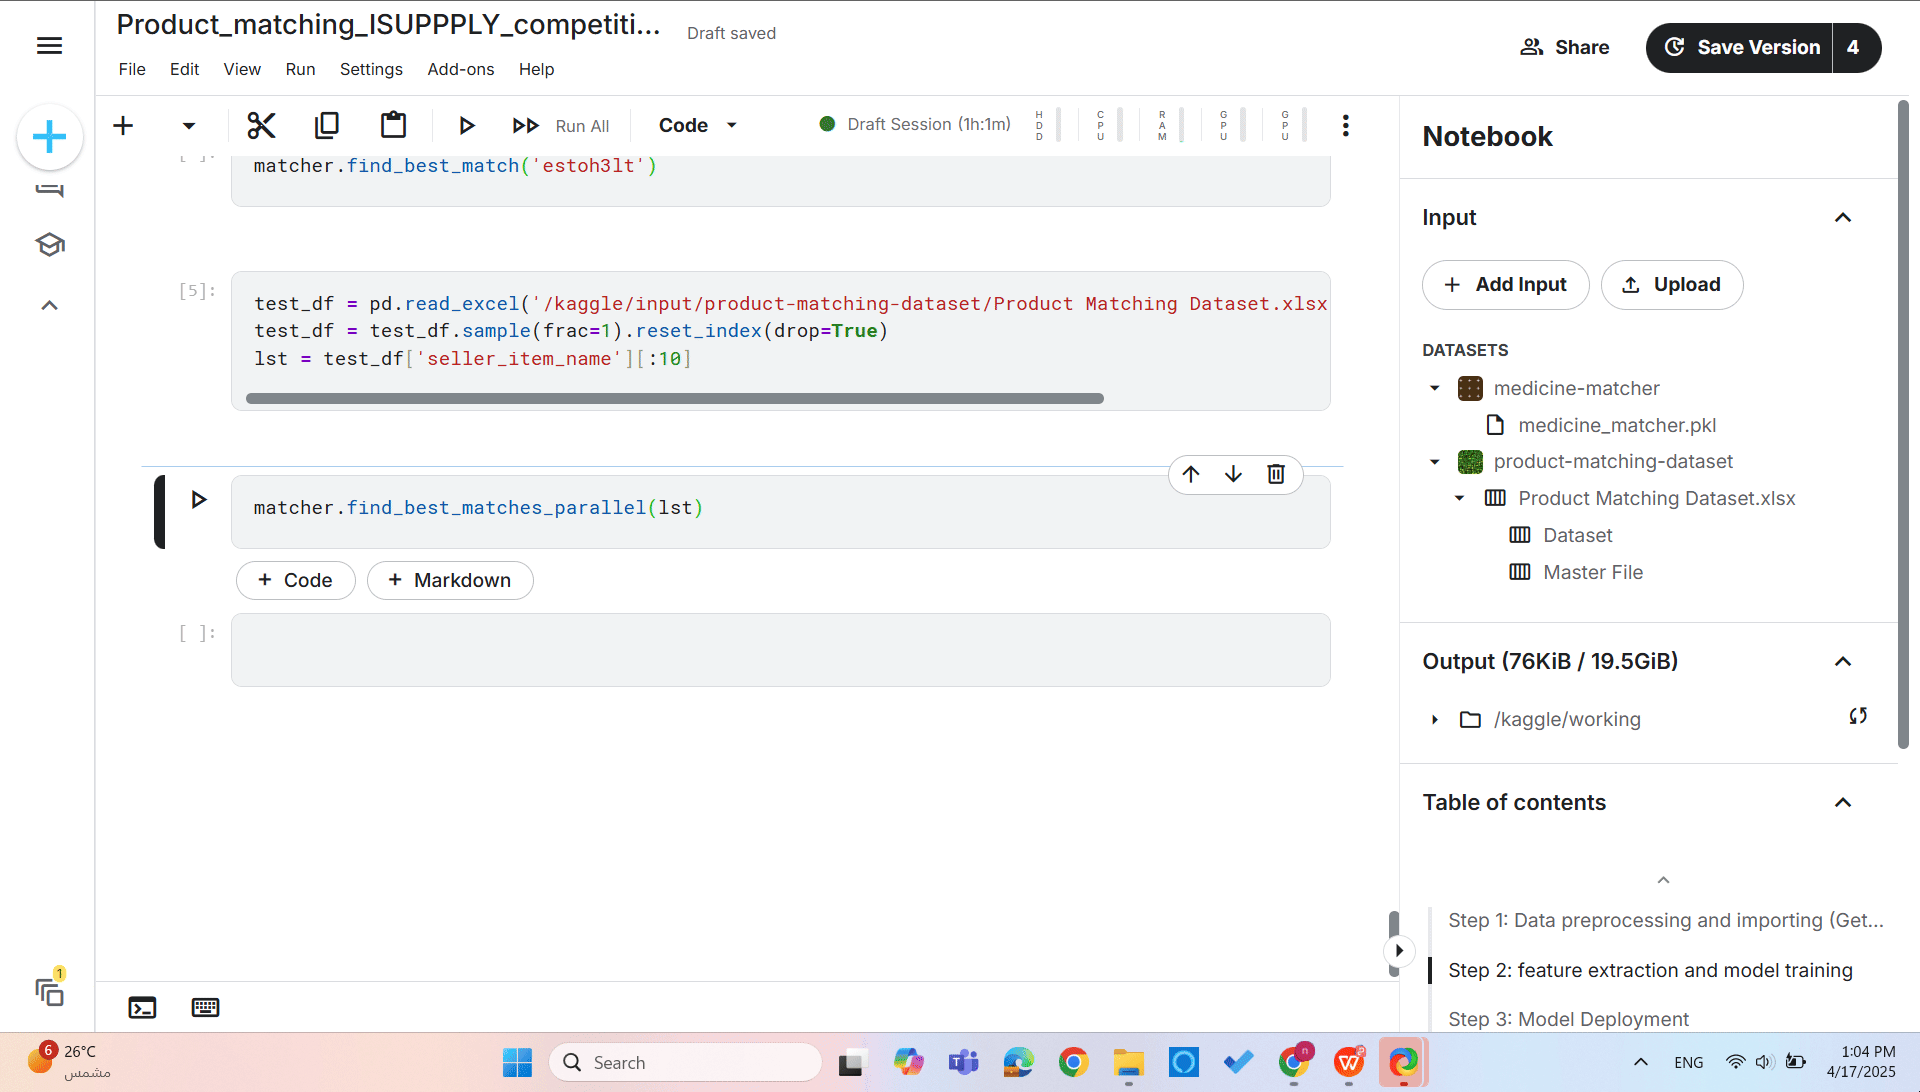 Product_matching_ISUPPPLY_competiti...
Draft saved
File Edit View Run Settings Add-ons Help
Share
Save Version 4
Run All
Code
Draft Session (1h:1m)
HDD
CPU
RAM
GPU
GPU
[ ]:
matcher.find_best_match('estoh3lt')
[5]:
test_df = pd.read_excel('/kaggle/input/product-matching-dataset/Product Matching Dataset.xlsx
test_df = test_df.sample(frac=1).reset_index(drop=True)
lst = test_df['seller_item_name'][:10]
matcher.find_best_matches_parallel(lst)
+ Code
+ Markdown
[ ]:
Notebook
Input
+ Add Input
Upload
DATASETS
medicine-matcher
medicine_matcher.pkl
product-matching-dataset
Product Matching Dataset.xlsx
Dataset
Master File
Output (76KiB / 19.5GiB)
/kaggle/working
Table of contents
Step 1: Data preprocessing and importing (Get...
Step 2: feature extraction and model training
Step 3: Model Deployment
1
6
26°C
مشمس
Search
n
ENG
1:04 PM
4/17/2025